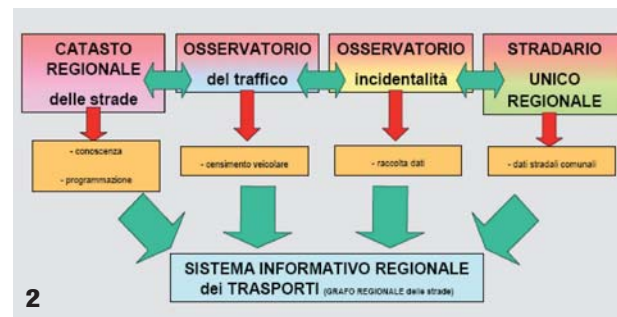 CATASTO
REGIONALE
delle strade
OSSERVATORIO
del traffico
OSSERVATORIO
incidentalità
STRADARIO
UNICO
REGIONALE
- conoscenza
- programmazione
- censimento veicolare
- raccolta dati
- dati stradali comunali
SISTEMA INFORMATIVO REGIONALE
dei TRASPORTI (GRAFO REGIONALE delle strade)
2